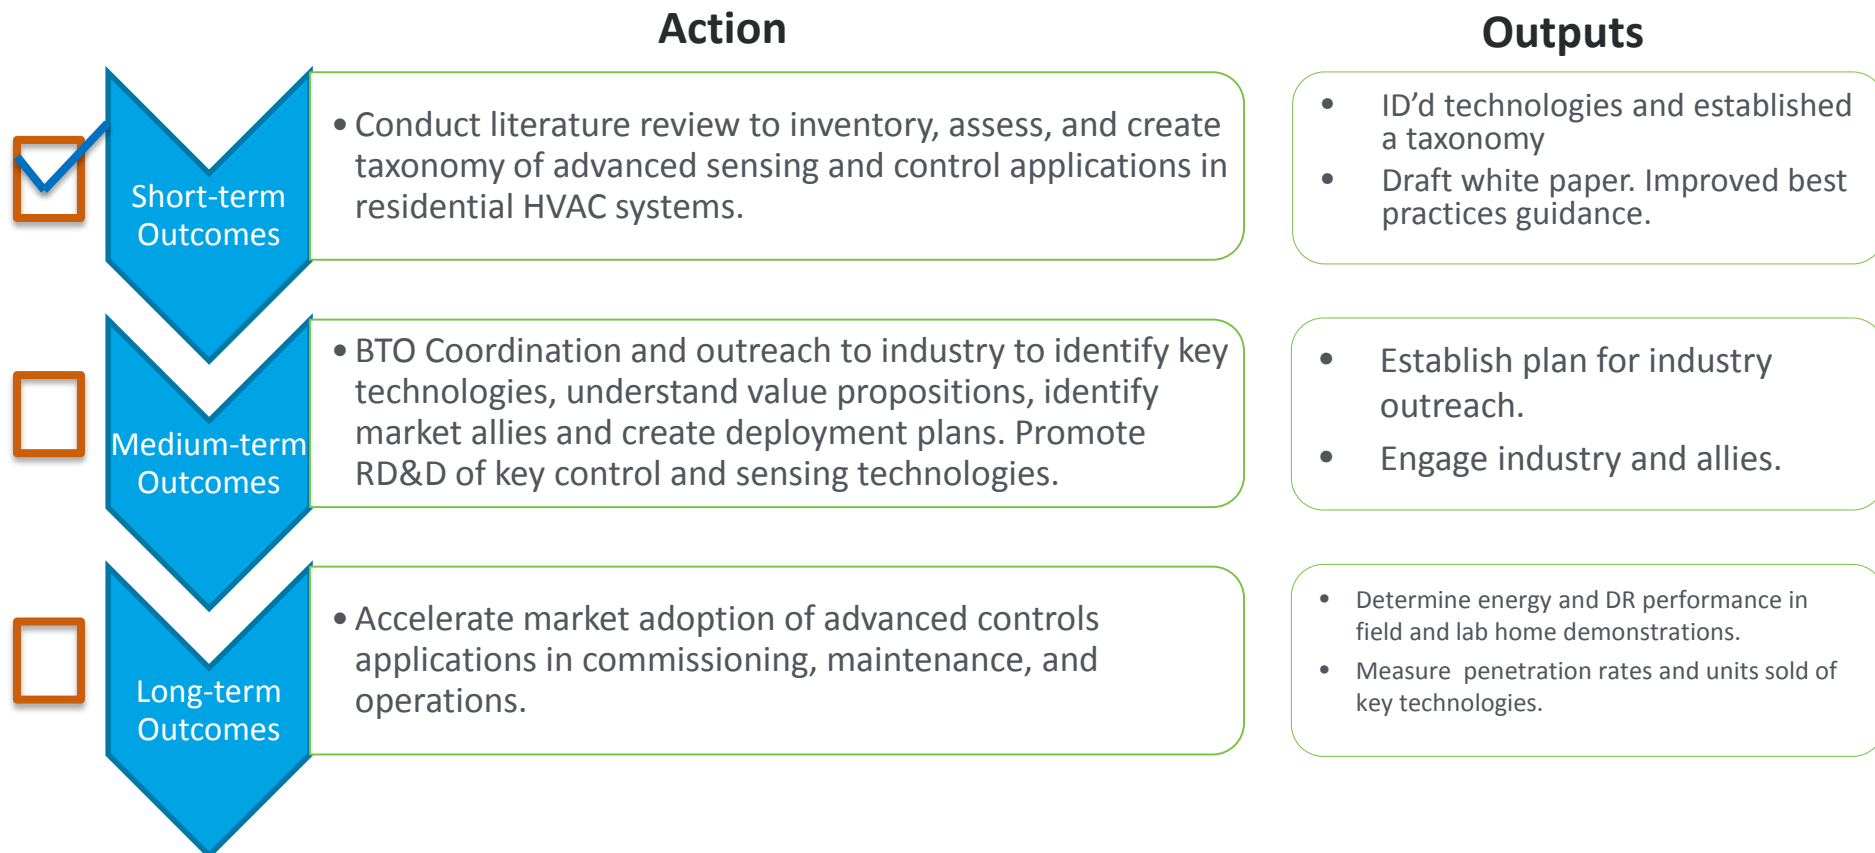 Action
Outputs
Short-term
Outcomes
• Conduct literature review to inventory, assess, and create
taxonomy of advanced sensing and control applications in
residential HVAC systems.
• ID’d technologies and established
a taxonomy
• Draft white paper. Improved best
practices guidance.
Medium-term
Outcomes
• BTO Coordination and outreach to industry to identify key
technologies, understand value propositions, identify
market allies and create deployment plans. Promote
RD&D of key control and sensing technologies.
• Establish plan for industry
outreach.
• Engage industry and allies.
Long-term
Outcomes
• Accelerate market adoption of advanced controls
applications in commissioning, maintenance, and
operations.
• Determine energy and DR performance in
field and lab home demonstrations.
• Measure  penetration rates and units sold of
key technologies.